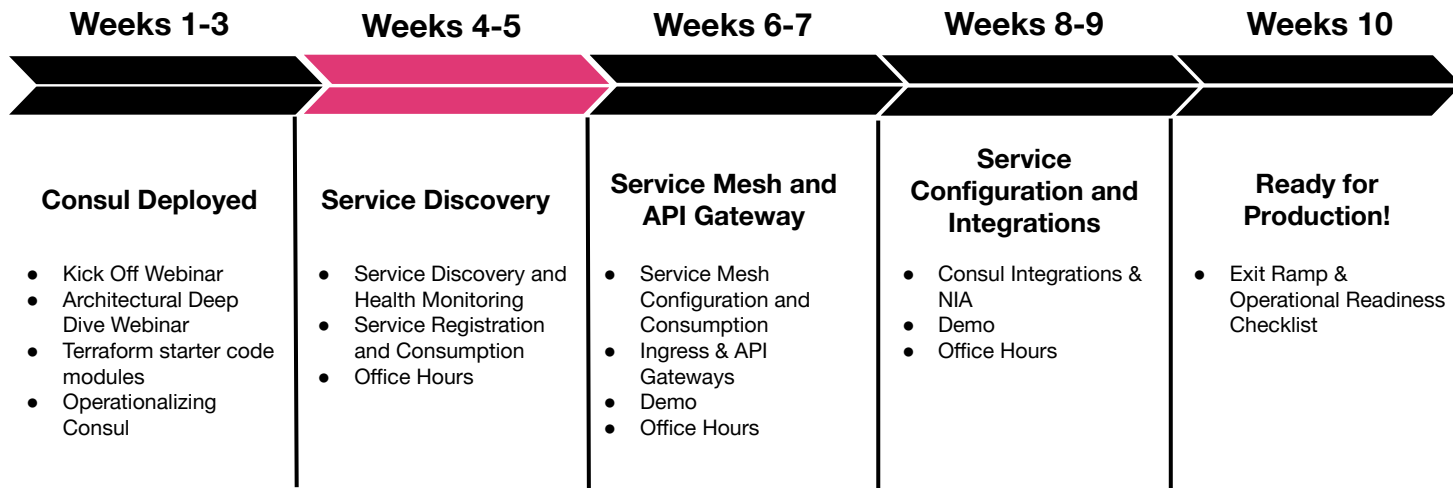 Weeks 1-3
Weeks 4-5
Weeks 6-7
Weeks 8-9
Weeks 10
Consul Deployed
● Kick Off Webinar
● Architectural Deep
Dive Webinar
● Terraform starter code
modules
● Operationalizing
Consul
Service Discovery
● Service Discovery and
Health Monitoring
● Service Registration
and Consumption
● Office Hours
Service Mesh and
API Gateway
● Service Mesh
Configuration and
Consumption
● Ingress & API
Gateways
● Demo
● Office Hours
Service
Configuration and
Integrations
● Consul Integrations &
NIA
● Demo
● Office Hours
Ready for
Production!
● Exit Ramp &
Operational Readiness
Checklist